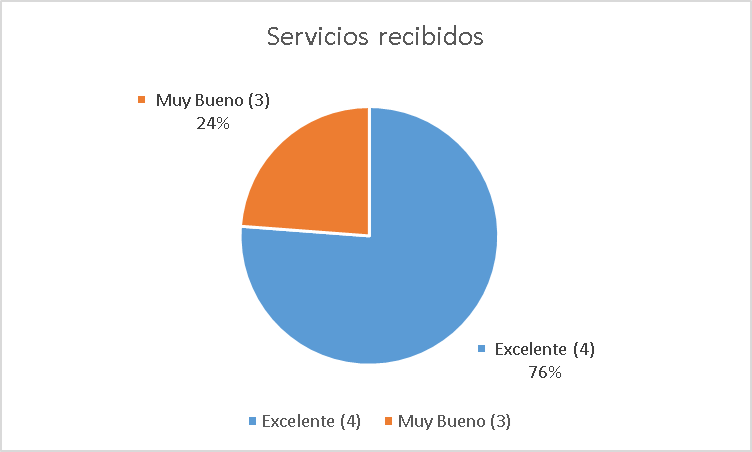 Servicios recibidos
Muy Bueno (3)
24%
Excelente (4)
76%
Excelente (4) Muy Bueno (3)